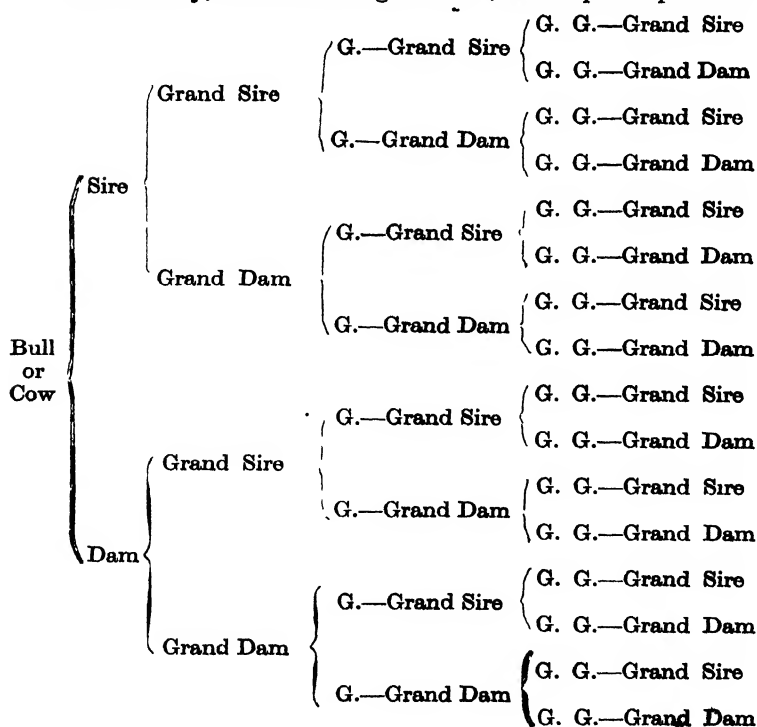 G. G.—Grand Sire
G.—Grand Sire
G. G.—Grand Dam
Grand Sire
G. G.—Grand Sire
G.—Grand Dam
G. G.—Grand Dam
Sire
G. G.—Grand Sire
G.—Grand Sire
G. G.—Grand Dam
Grand Dam
G. G.—Grand Sire
G.—Grand Dam
G. G.—Grand Dam
Bull
or
Cow
G. G.—Grand Sire
G.—Grand Sire
G. G.—Grand Dam
Grand Sire
G. G.—Grand Sire
G.—Grand Dam
G. G.—Grand Dam
Dam
G. G.—Grand Sire
G.—Grand Sire
G. G.—Grand Dam
Grand Dam
G. G.—Grand Sire
G.—Grand Dam
G. G.—Grand Dam